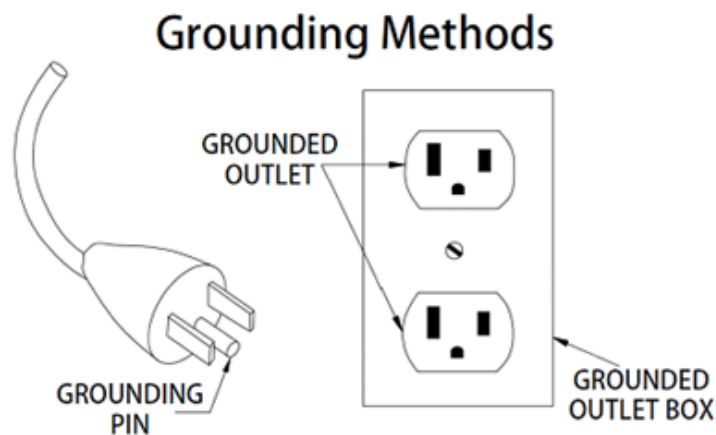 Grounding Methods
GROUNDED
OUTLET
GROUNDING
PIN
GROUNDED
OUTLET BOX